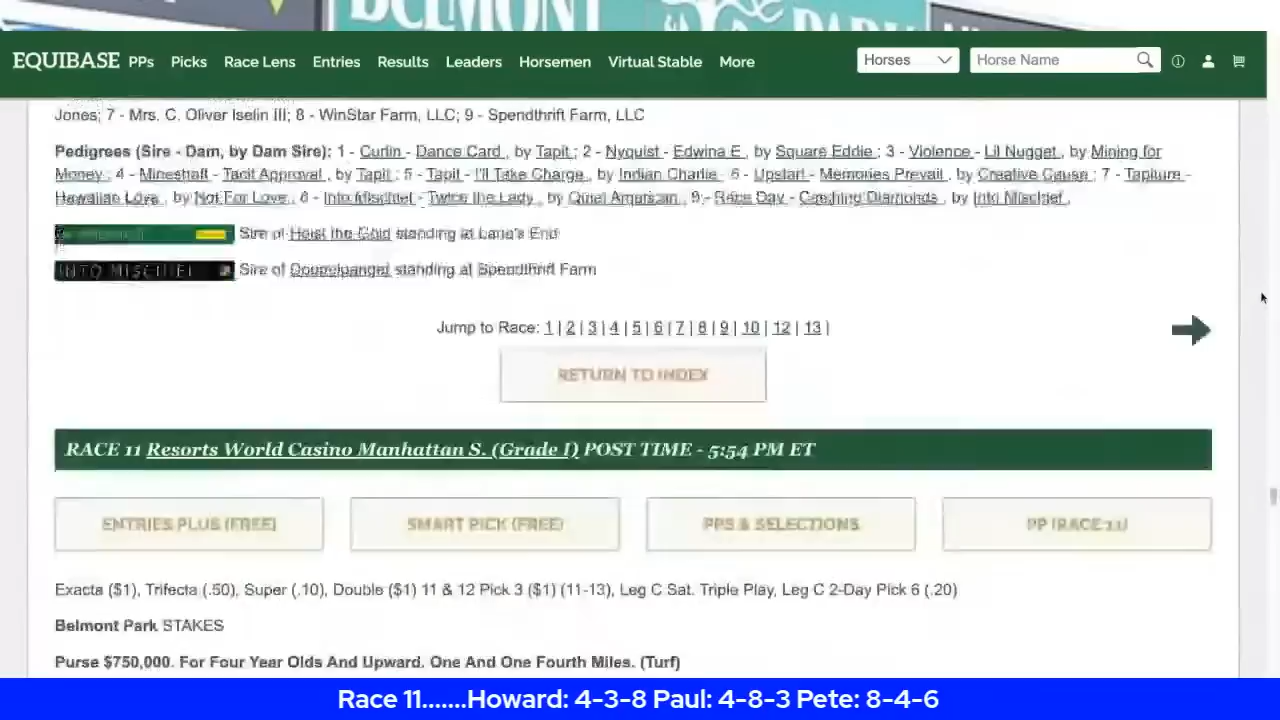 BELMONT PARK
EQUIBASE PPs Picks Race Lens Entries Results Leaders Horsemen Virtual Stable More Horses Horse Name
Jones; 7 - Mrs. C. Oliver Iselin III; 8 - WinStar Farm, LLC; 9 - Spendthrift Farm, LLC
Pedigrees (Sire - Dam, by Dam Sire): 1 - Curlin - Dance Card , by Tapit ; 2 - Nyquist - Edwina E , by Square Eddie ; 3 - Violence - Lil Nugget , by Mining for
Money ; 4 - Mineshaft - Tacit Approval , by Tapit ; 5 - Tapit - I'll Take Charge , by Indian Charlie ; 6 - Upstart - Memories Prevail , by Creative Cause ; 7 - Tapiture -
Hawaiian Love , by Not For Love ; 8 - Into Mischief - Twice the Lady , by Quiet American ; 9 - Race Day - Cashing Diamonds , by Into Mischief .
Sire of Heist the Gold standing at Lane's End
INTO MISCHIEF Sire of Doppelganger standing at Spendthrift Farm
Jump to Race: 1 | 2 | 3 | 4 | 5 | 6 | 7 | 8 | 9 | 10 | 12 | 13 |
RETURN TO INDEX
RACE 11 Resorts World Casino Manhattan S. (Grade I) POST TIME - 5:54 PM ET
ENTRIES PLUS (FREE) SMART PICK (FREE) PPS & SELECTIONS PP (RACE 11)
Exacta ($1), Trifecta (.50), Super (.10), Double ($1) 11 & 12 Pick 3 ($1) (11-13), Leg C Sat. Triple Play, Leg C 2-Day Pick 6 (.20)
Belmont Park STAKES
Purse $750,000. For Four Year Olds And Upward. One And One Fourth Miles. (Turf)
Race 11.......Howard: 4-3-8 Paul: 4-8-3 Pete: 8-4-6